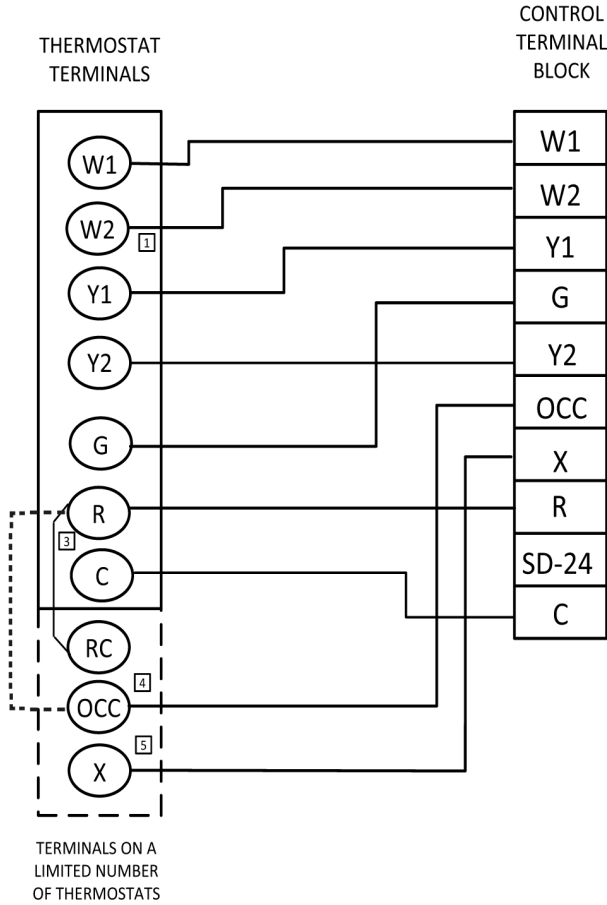 THERMOSTAT
TERMINALS
W1
W2
1
Y1
Y2
G
R
3
C
RC
4
OCC
5
X
TERMINALS ON A
LIMITED NUMBER
OF THERMOSTATS
CONTROL
TERMINAL
BLOCK
W1
W2
Y1
G
Y2
OCC
X
R
SD-24
C